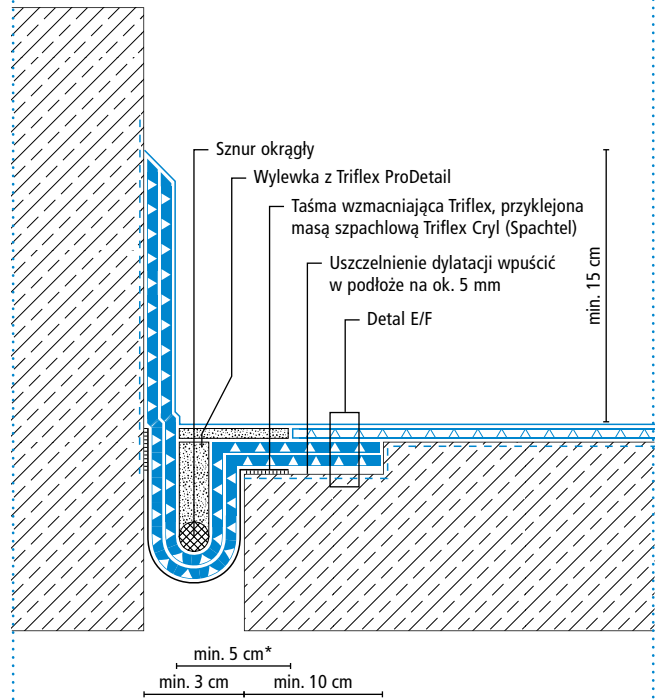 Sznur okrągły
Wylewka z Triflex ProDetail
Taśma wzmacniająca Triflex, przyklejona
masą szpachlową Triflex Cryl (Spachtel)
Uszczelnienie dylatacji wpuścić
w podłoże na ok. 5 mm
Detal E/F
min. 15 cm
min. 5 cm*
min. 3 cm
min. 10 cm